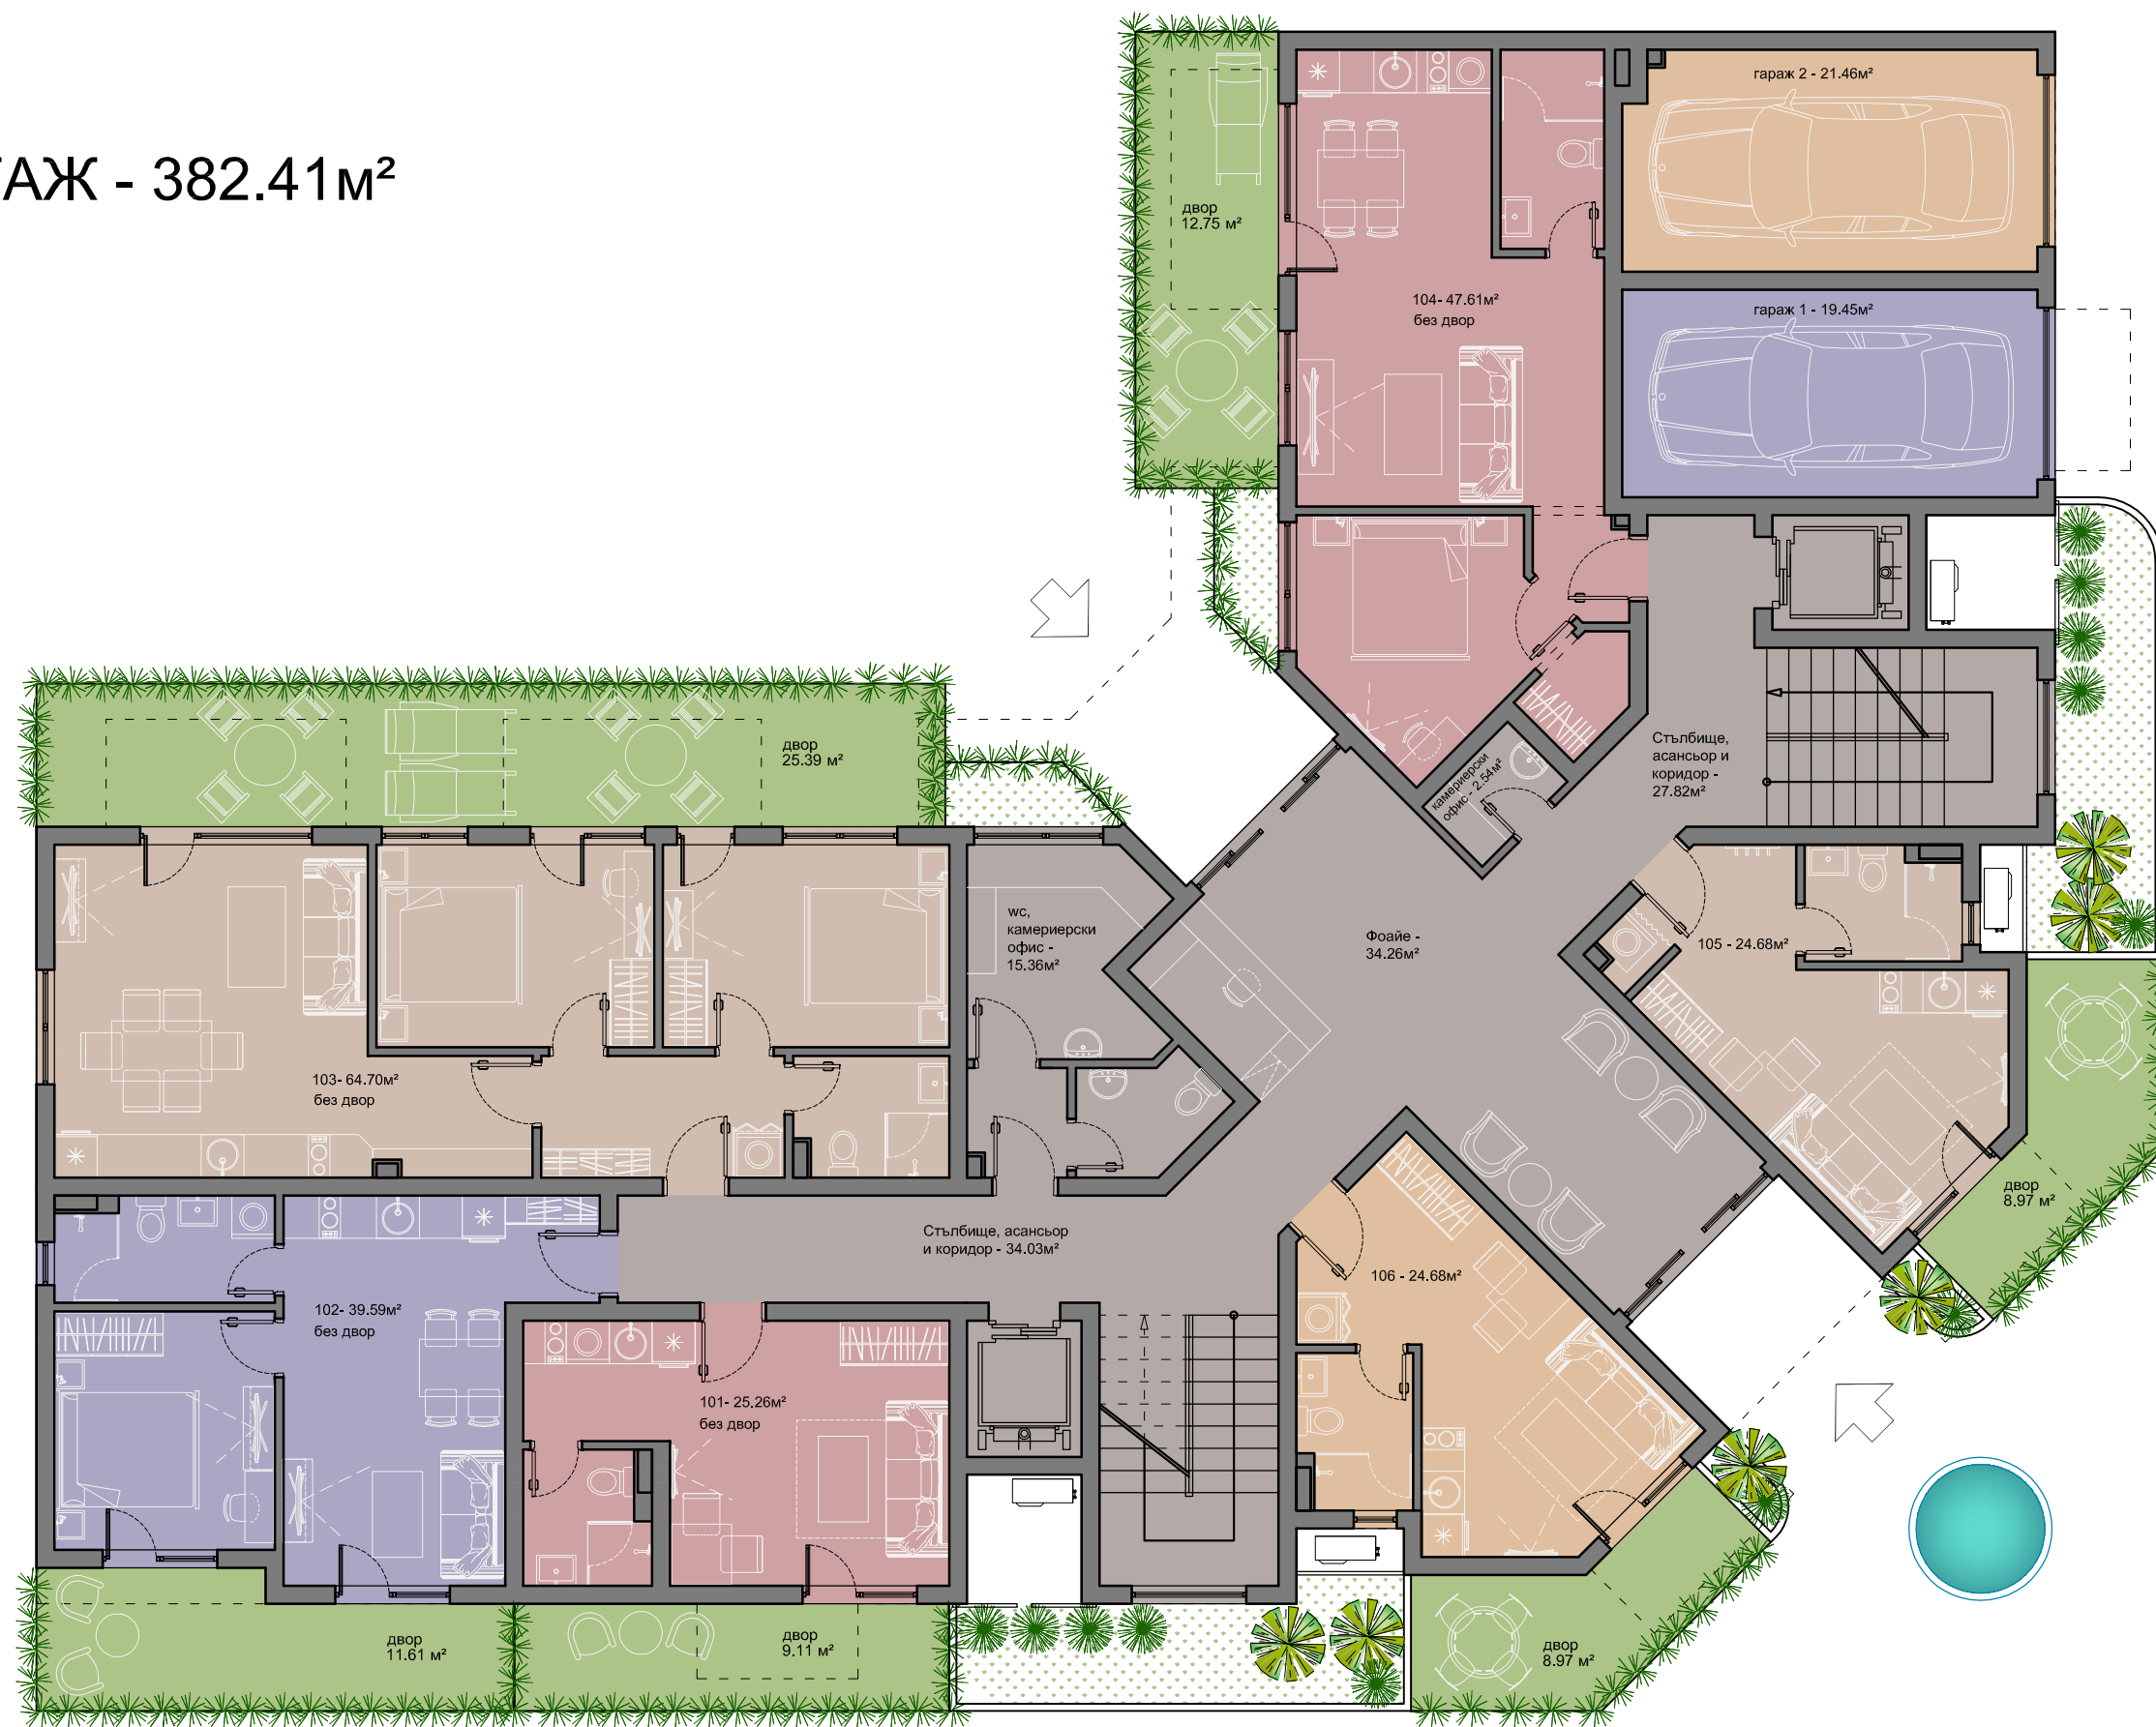 ТАЖ - 382.41м²
гараж 2 - 21.46м²
двор
12.75 м²
104- 47.61м²
без двор
гараж 1 - 19.45м²
двор
25.39 м²
камериерски
офис - 2.54м²
Стълбище,
асансьор и
коридор -
27.82м²
wc,
камериерски
офис -
15.36м²
Фоайе -
34.26м²
105 - 24.68м²
103- 64.70м²
без двор
двор
8.97 м²
Стълбище, асансьор
и коридор - 34.03м²
106 - 24.68м²
102- 39.59м²
без двор
101- 25.26м²
без двор
двор
11.61 м²
двор
9.11 м²
двор
8.97 м²